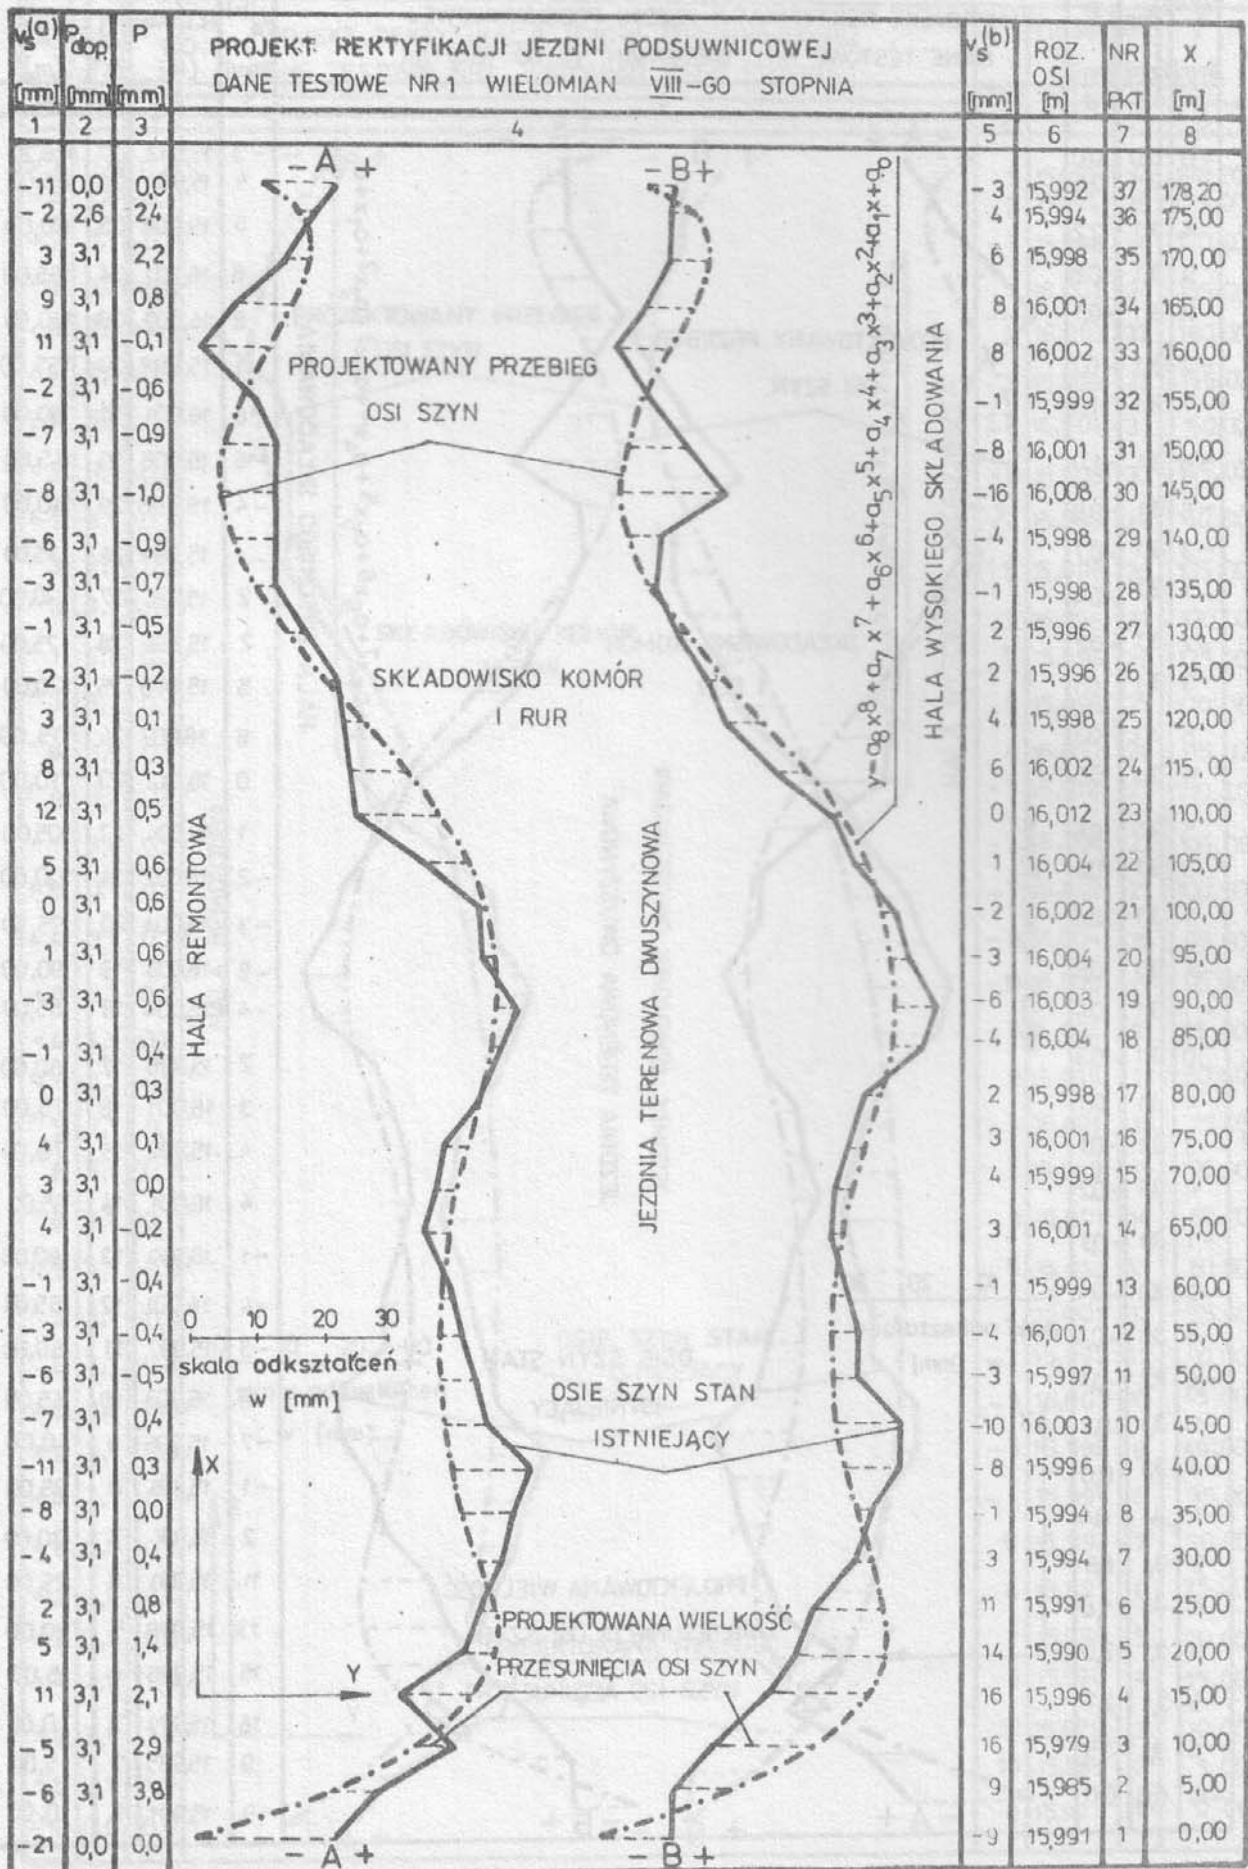 vs(a) Pdop. P PROJEKT REKTYFIKACJI JEZDNI PODSUWNICOWEJ vs(b) ROZ. OSI NR PKT X
[mm] [mm] [mm] DANE TESTOWE NR 1 WIELOMIAN VIII-GO STOPNIA [mm] [m] [m]
1 2 3 4 5 6 7 8
- A + - B +
-11 0,0 0,0 -3 15,992 37 178,20
-2 2,6 2,4 4 15,994 36 175,00
3 3,1 2,2 6 15,998 35 170,00
9 3,1 0,8 8 16,001 34 165,00
11 3,1 -0,1 8 16,002 33 160,00
-2 3,1 -0,6 -1 15,999 32 155,00
-7 3,1 -0,9 -8 16,001 31 150,00
-8 3,1 -1,0 -16 16,008 30 145,00
-6 3,1 -0,9 -4 15,998 29 140,00
-3 3,1 -0,7 -1 15,998 28 135,00
-1 3,1 -0,5 2 15,996 27 130,00
-2 3,1 -0,2 2 15,996 26 125,00
3 3,1 0,1 4 15,998 25 120,00
8 3,1 0,3 6 16,002 24 115,00
12 3,1 0,5 0 16,012 23 110,00
5 3,1 0,6 1 16,004 22 105,00
0 3,1 0,6 -2 16,002 21 100,00
1 3,1 0,6 -3 16,004 20 95,00
-3 3,1 0,6 -6 16,003 19 90,00
-1 3,1 0,4 -4 16,004 18 85,00
0 3,1 0,3 2 15,998 17 80,00
4 3,1 0,1 3 16,001 16 75,00
3 3,1 0,0 4 15,999 15 70,00
4 3,1 -0,2 3 16,001 14 65,00
-1 3,1 -0,4 -1 15,999 13 60,00
-3 3,1 -0,4 -4 16,001 12 55,00
-6 3,1 -0,5 -3 15,997 11 50,00
-7 3,1 0,4 -10 16,003 10 45,00
-11 3,1 0,3 -8 15,996 9 40,00
-8 3,1 0,0 -1 15,994 8 35,00
-4 3,1 0,4 3 15,994 7 30,00
2 3,1 0,8 11 15,991 6 25,00
5 3,1 1,4 14 15,990 5 20,00
11 3,1 2,1 16 15,996 4 15,00
-5 3,1 2,9 16 15,979 3 10,00
-6 3,1 3,8 9 15,985 2 5,00
-21 0,0 0,0 -9 15,991 1 0,00
- A + - B +
PROJEKTOWANY PRZEBIEG
OSI SZYN
SKŁADOWISKO KOMÓR
I RUR
HALA REMONTOWA
JEZDNIA TERENOWA DWUSZYNOWA
y=a8x8+a7x7+a6x6+a5x5+a4x4+a3x3+a2x2+a1x+a0
HALA WYSOKIEGO SKŁADOWANIA
0 10 20 30
skala odkształceń
w [mm]
OSIE SZYN STAN
ISTNIEJĄCY
X
Y
PROJEKTOWANA WIELKOŚĆ
PRZESUNIĘCIA OSI SZYN